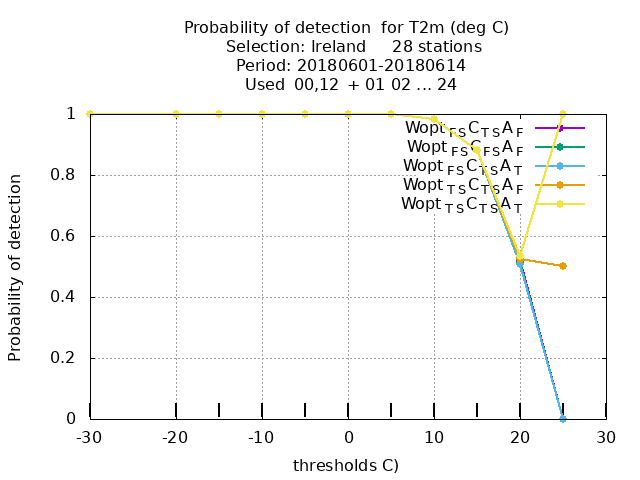 Probability of detection for T2m (deg C)
Selection: Ireland 28 stations
Period: 20180601-20180614
Used 00,12 + 01 02 ... 24
Wopt FS C TS A F
Wopt FS C FS A F
Wopt FS C TS A T
Wopt TS C TS A F
Wopt TS C TS A T
Probability of detection
1
0.8
0.6
0.4
0.2
0
-30 -20 -10 0 10 20 30
thresholds C)